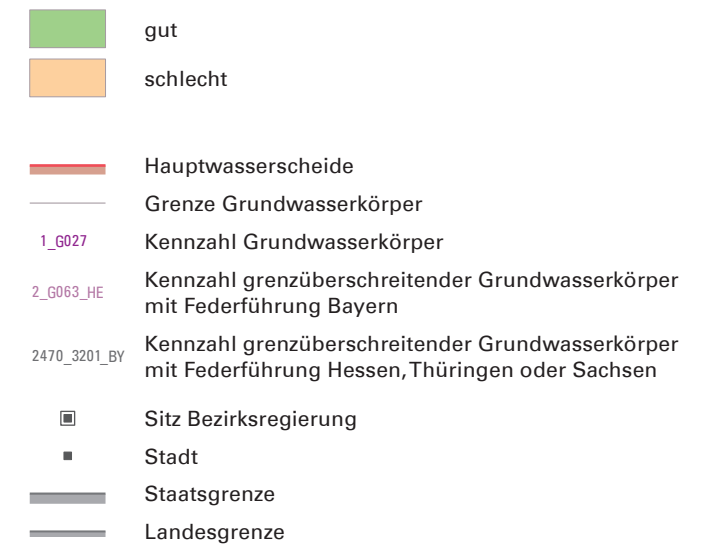 gut
schlecht
Hauptwasserscheide
Grenze Grundwasserkörper
1_G027 Kennzahl Grundwasserkörper
2_G063_HE Kennzahl grenzüberschreitender Grundwasserkörper
mit Federführung Bayern
2470_3201_BY Kennzahl grenzüberschreitender Grundwasserkörper
mit Federführung Hessen, Thüringen oder Sachsen
Sitz Bezirksregierung
Stadt
Staatsgrenze
Landesgrenze